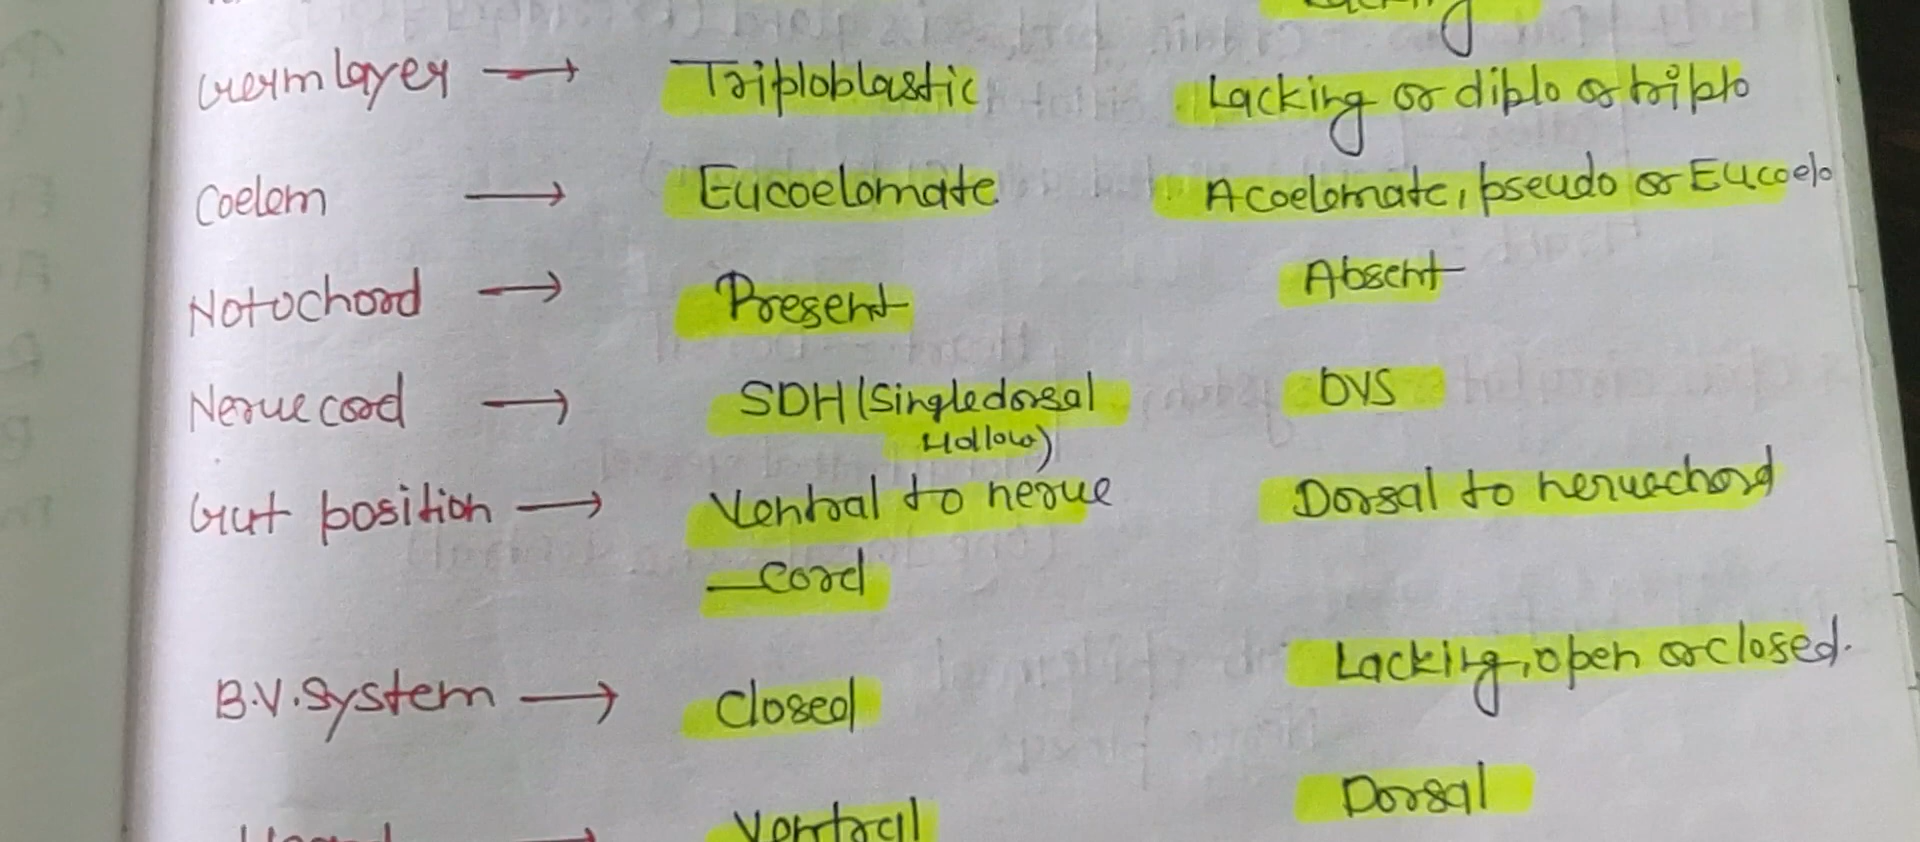 Germ layer → Triploblastic Lacking or diplo or triplo
Coelom → Eucoelomate Acoelomate, pseudo or Eucoelo
Notochord → Present Absent
Nerve cord → SDH (Single dorsal DVS
Hollow)
Gut position → Ventral to nerve Dorsal to nervechord
– Cord
B.V. System → Closed Lacking, open or closed.
→ Ventral Dorsal